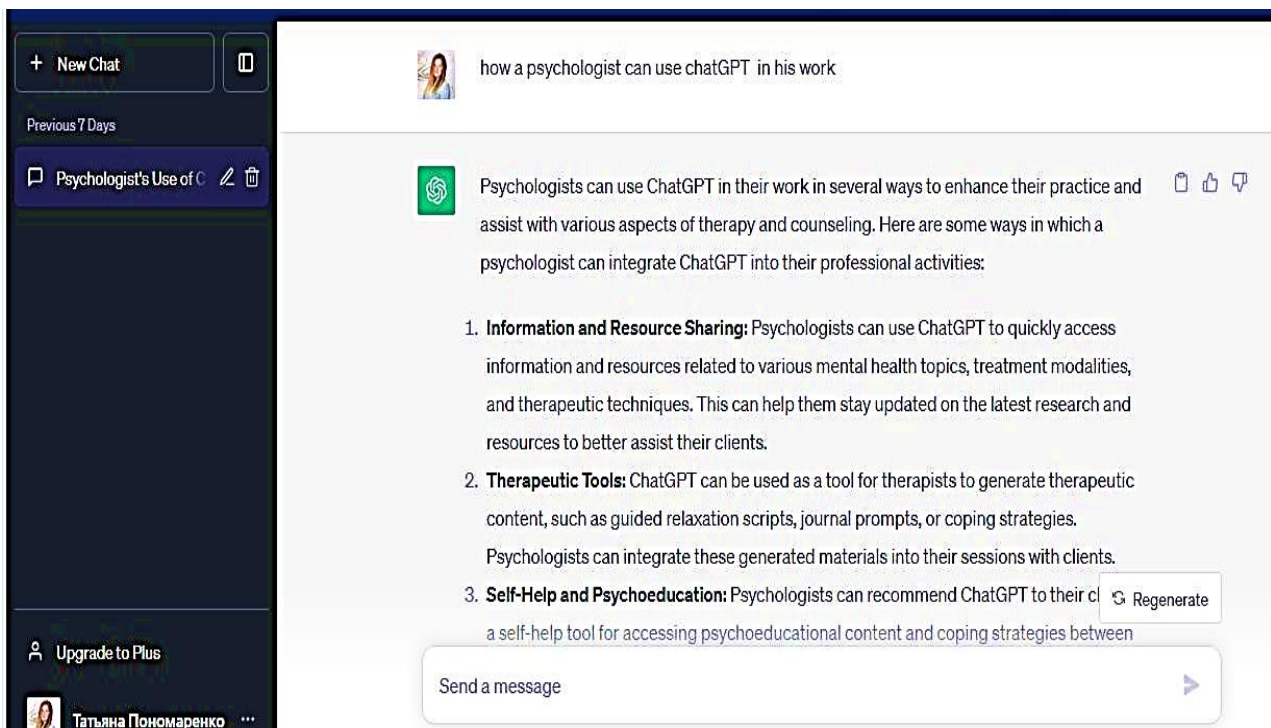 + New Chat
Previous 7 Days
Psychologist's Use of C
Upgrade to Plus
Татьяна Пономаренко ...
how a psychologist can use chatGPT in his work
Psychologists can use ChatGPT in their work in several ways to enhance their practice and
assist with various aspects of therapy and counseling. Here are some ways in which a
psychologist can integrate ChatGPT into their professional activities:
1. Information and Resource Sharing: Psychologists can use ChatGPT to quickly access
information and resources related to various mental health topics, treatment modalities,
and therapeutic techniques. This can help them stay updated on the latest research and
resources to better assist their clients.
2. Therapeutic Tools: ChatGPT can be used as a tool for therapists to generate therapeutic
content, such as guided relaxation scripts, journal prompts, or coping strategies.
Psychologists can integrate these generated materials into their sessions with clients.
3. Self-Help and Psychoeducation: Psychologists can recommend ChatGPT to their cl
Regenerate
a self-help tool for accessing psychoeducational content and coping strategies between
Send a message